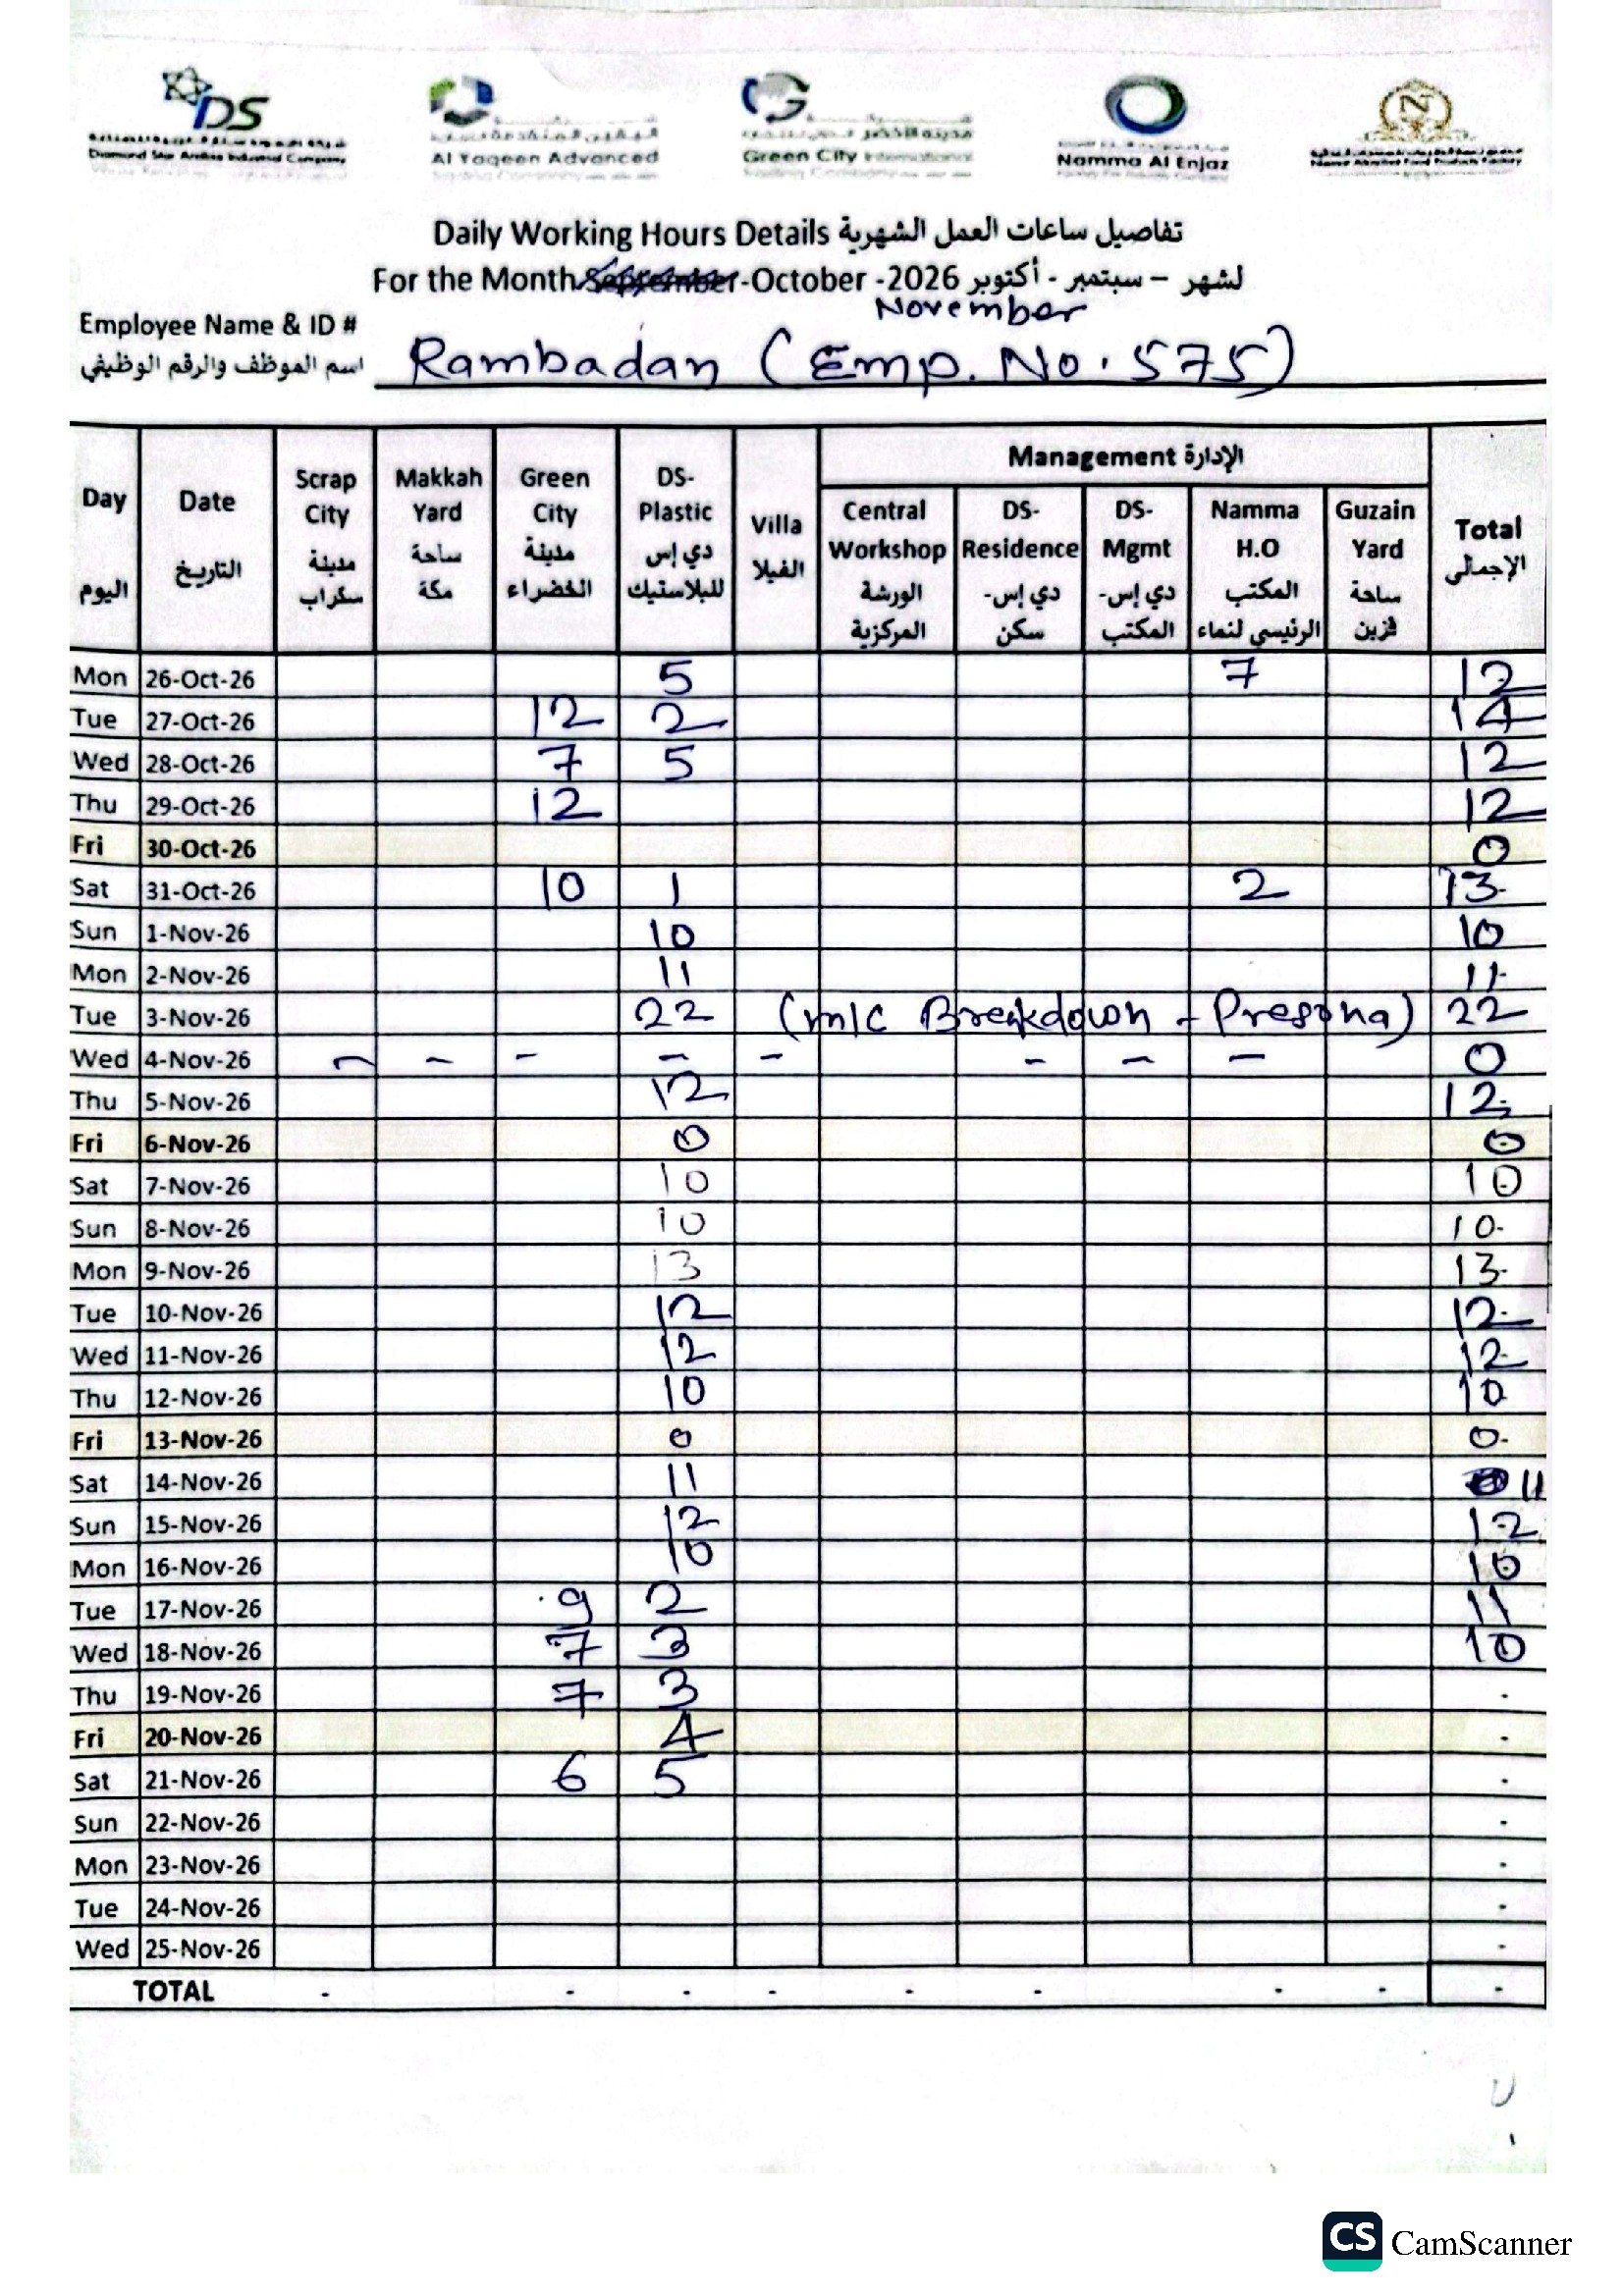 DS
Diamond Star Arabia Industrial Company
Al Yaqeen Advanced
Green City International
Namma Al Enjaz
N
Daily Working Hours Details تفاصيل ساعات العمل الشهرية
For the Month September-October -2026 لشهر – سبتمبر - أكتوبر
November
Employee Name & ID #
اسم الموظف والرقم الوظيفي Rambadan (Emp. No. 575)
Day اليوم | Date التاريخ | Scrap City مدينة سكراب | Makkah Yard ساحة مكة | Green City مدينة الخضراء | DS-Plastic دي إس للبلاستيك | Villa الفيلا | Management الإدارة | Total الإجمالي
Central Workshop الورشة المركزية | DS-Residence دي إس- سكن | DS-Mgmt دي إس- المكتب | Namma H.O المكتب الرئيسي لنماء | Guzain Yard ساحة قزين
Mon 26-Oct-26 5 7 12
Tue 27-Oct-26 12 2 14
Wed 28-Oct-26 7 5 12
Thu 29-Oct-26 12 12
Fri 30-Oct-26 0
Sat 31-Oct-26 10 1 2 13
Sun 1-Nov-26 10 10
Mon 2-Nov-26 11 11
Tue 3-Nov-26 22 (m/c Breakdown - Presona) 22
Wed 4-Nov-26 - - - - - - - - 0
Thu 5-Nov-26 12 12
Fri 6-Nov-26 0 0
Sat 7-Nov-26 10 10
Sun 8-Nov-26 10 10
Mon 9-Nov-26 13 13
Tue 10-Nov-26 12 12
Wed 11-Nov-26 12 12
Thu 12-Nov-26 10 10
Fri 13-Nov-26 0 0
Sat 14-Nov-26 11 11
Sun 15-Nov-26 12 12
Mon 16-Nov-26 10 10
Tue 17-Nov-26 9 2 11
Wed 18-Nov-26 7 3 10
Thu 19-Nov-26 7 3 -
Fri 20-Nov-26 4 -
Sat 21-Nov-26 6 5 -
Sun 22-Nov-26 -
Mon 23-Nov-26 -
Tue 24-Nov-26 -
Wed 25-Nov-26 -
TOTAL - - - - - - - - -
CS CamScanner